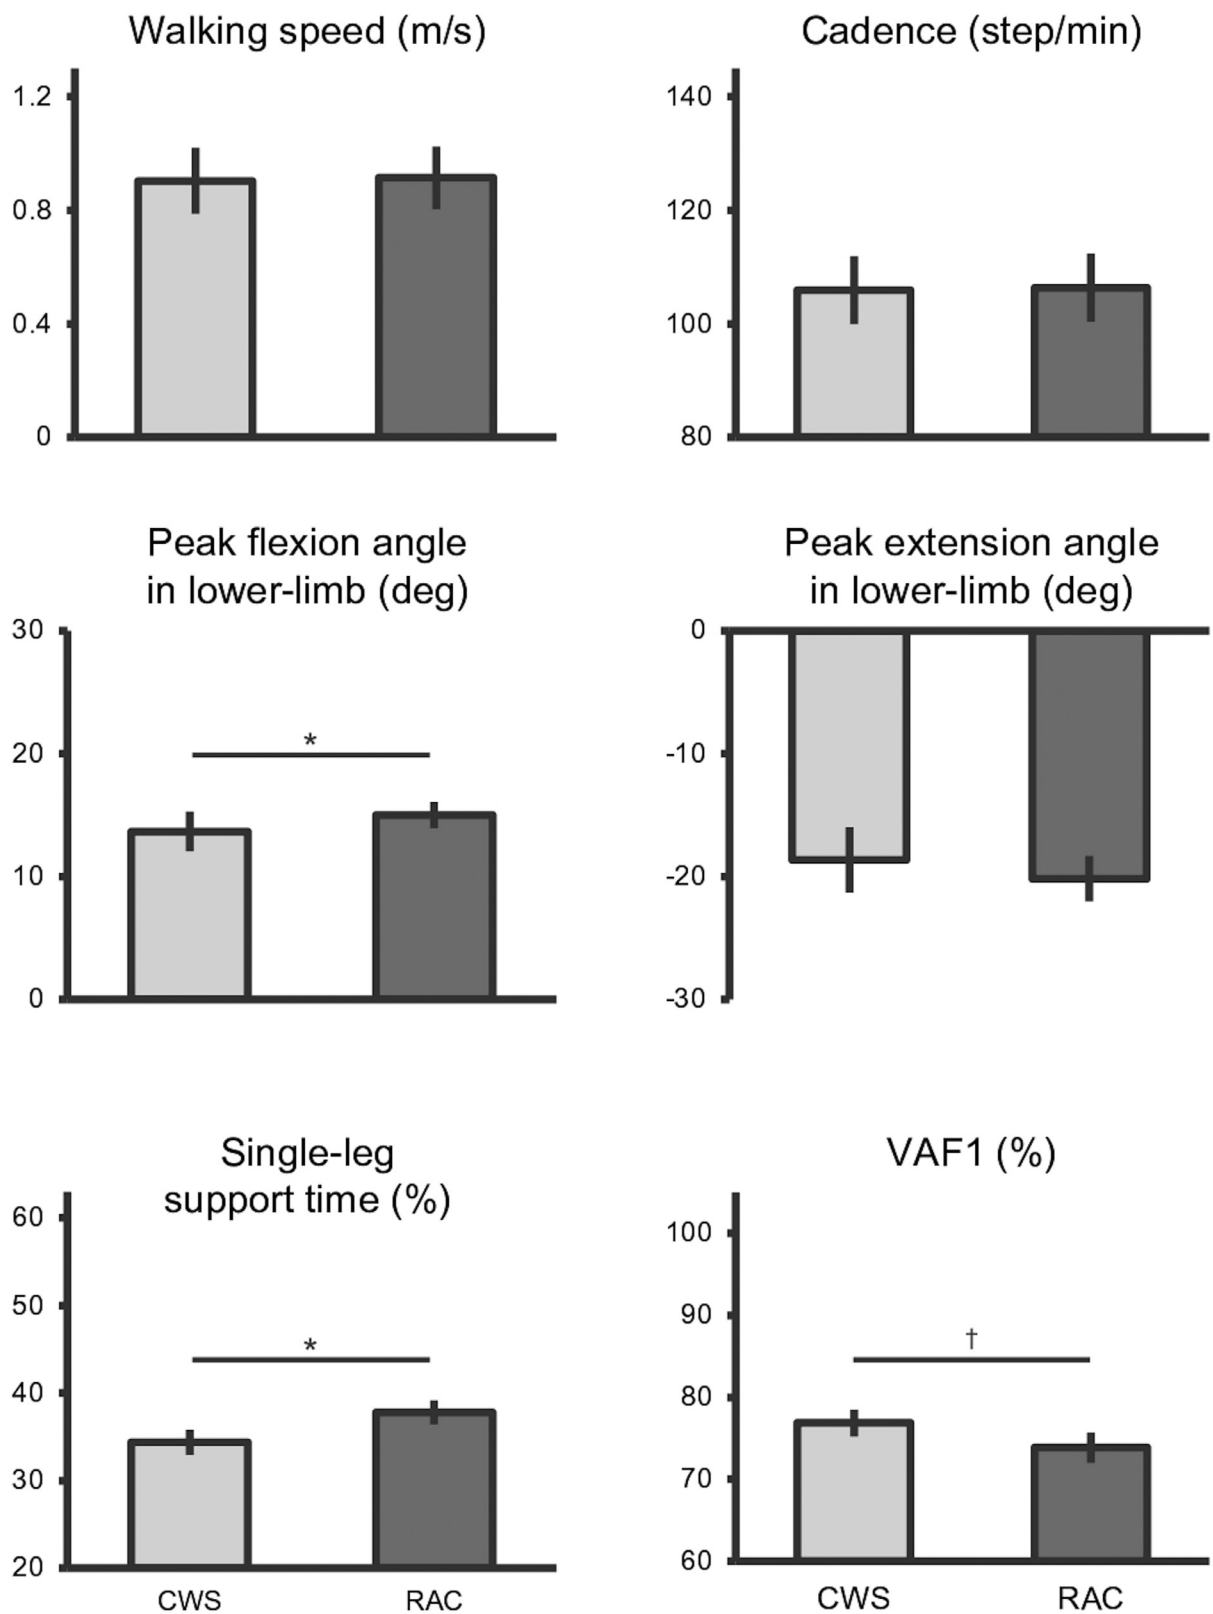 Walking speed (m/s)
1.2
0.8
0.4
0
Cadence (step/min)
140
120
100
80
Peak flexion angle
in lower-limb (deg)
30
20
10
0
*
Peak extension angle
in lower-limb (deg)
0
-10
-20
-30
Single-leg
support time (%)
60
50
40
30
20
*
CWS RAC
VAF1 (%)
100
90
80
70
60
†
CWS RAC